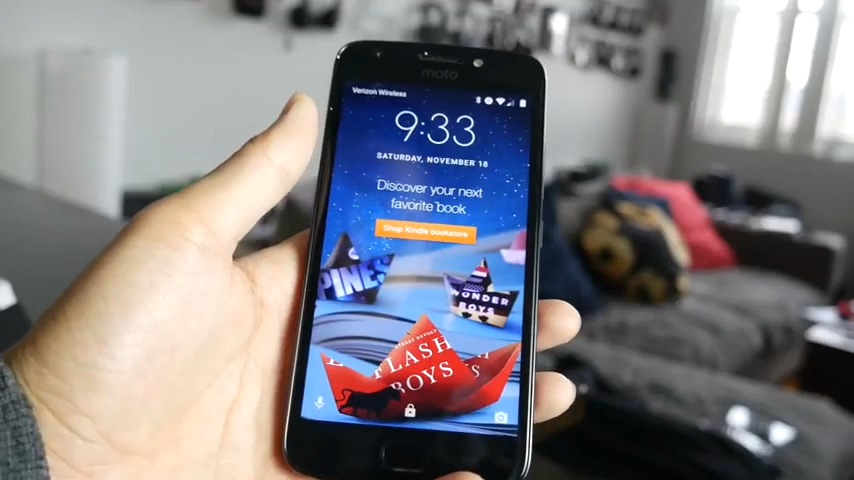 moto
Verizon Wireless
9:33
SATURDAY, NOVEMBER 18
Discover your next
favorite book
Shop Kindle bookstore
PINES
WONDER
BOYS
FLASH
BOYS